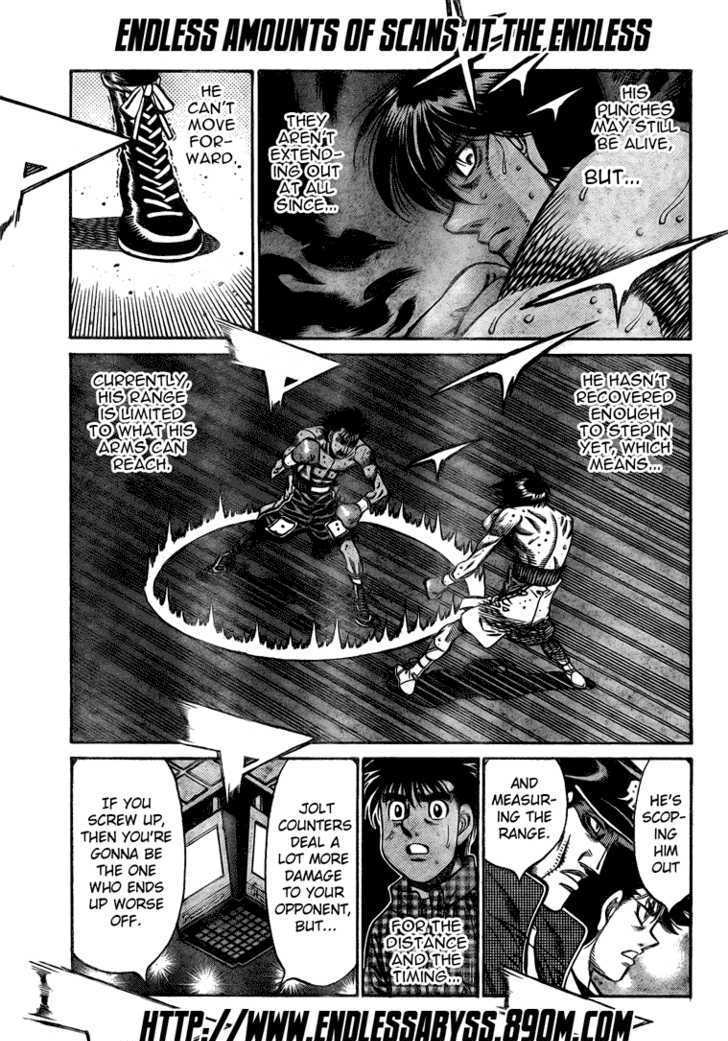 ENDLESS AMOUNTS OF SCANS AT THE ENDLESS
HIS
PUNCHES
MAY STILL
BE ALIVE,
BUT...
THEY
AREN'T
EXTEND-
ING OUT
AT ALL
SINCE...
HE
CAN'T
MOVE
FOR-
WARD.
HE HASN'T
RECOVERED
ENOUGH
TO STEP IN
YET, WHICH
MEANS...
CURRENTLY,
HIS RANGE
IS LIMITED
TO WHAT HIS
ARMS CAN
REACH.
HE'S
SCOP-
ING
HIM
OUT
AND
MEASUR-
ING THE
RANGE.
FOR THE
DISTANCE
AND THE
TIMING...
JOLT
COUNTERS
DEAL A
LOT MORE
DAMAGE
TO YOUR
OPPONENT,
BUT...
IF YOU
SCREW UP,
THEN YOU'RE
GONNA BE
THE ONE
WHO ENDS
UP WORSE
OFF.
HTTP://WWW.ENDLESSABYSS.890M.COM